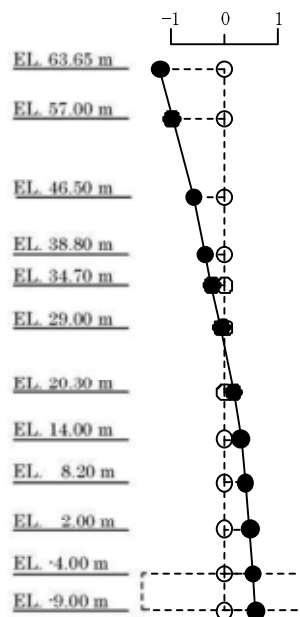 −1 0 1
EL. 63.65 m
EL. 57.00 m
EL. 46.50 m
EL. 38.80 m
EL. 34.70 m
EL. 29.00 m
EL. 20.30 m
EL. 14.00 m
EL. 8.20 m
EL. 2.00 m
EL. -4.00 m
EL. -9.00 m